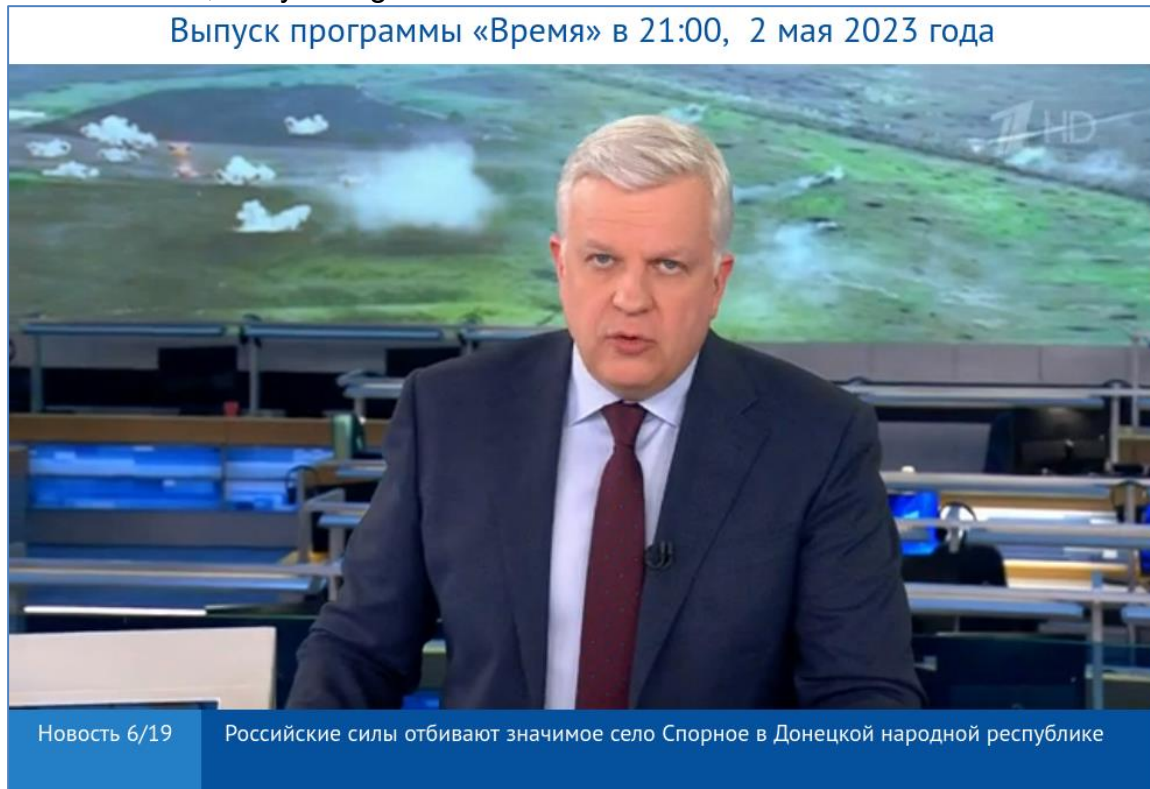 Выпуск программы «Время» в 21:00,  2 мая 2023 года
HD
Новость 6/19
Российские силы отбивают значимое село Спорное в Донецкой народной республике